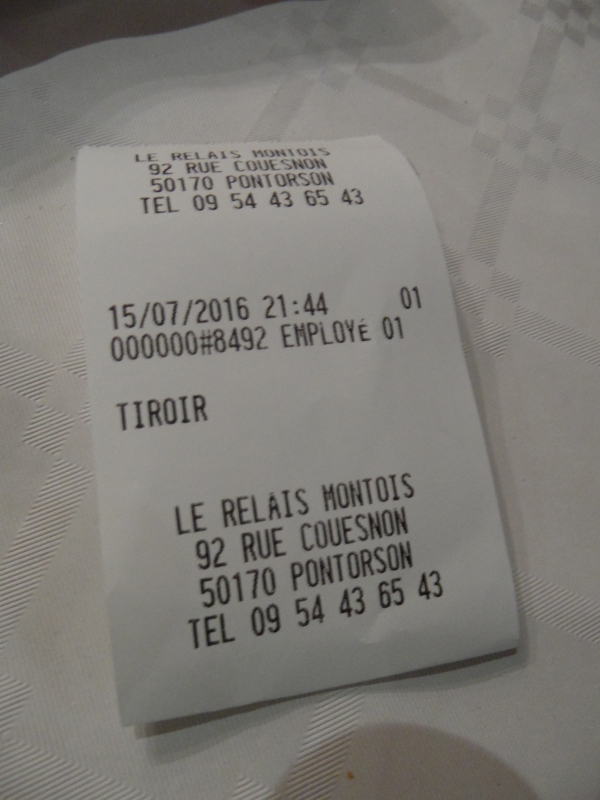 LE RELAIS MONTOIS
92 RUE COUESNON
50170 PONTORSON
TEL 09 54 43 65 43
15/07/2016 21:44 01
000000#8492 EMPLOYÉ 01
TIROIR
LE RELAIS MONTOIS
92 RUE COUESNON
50170 PONTORSON
TEL 09 54 43 65 43